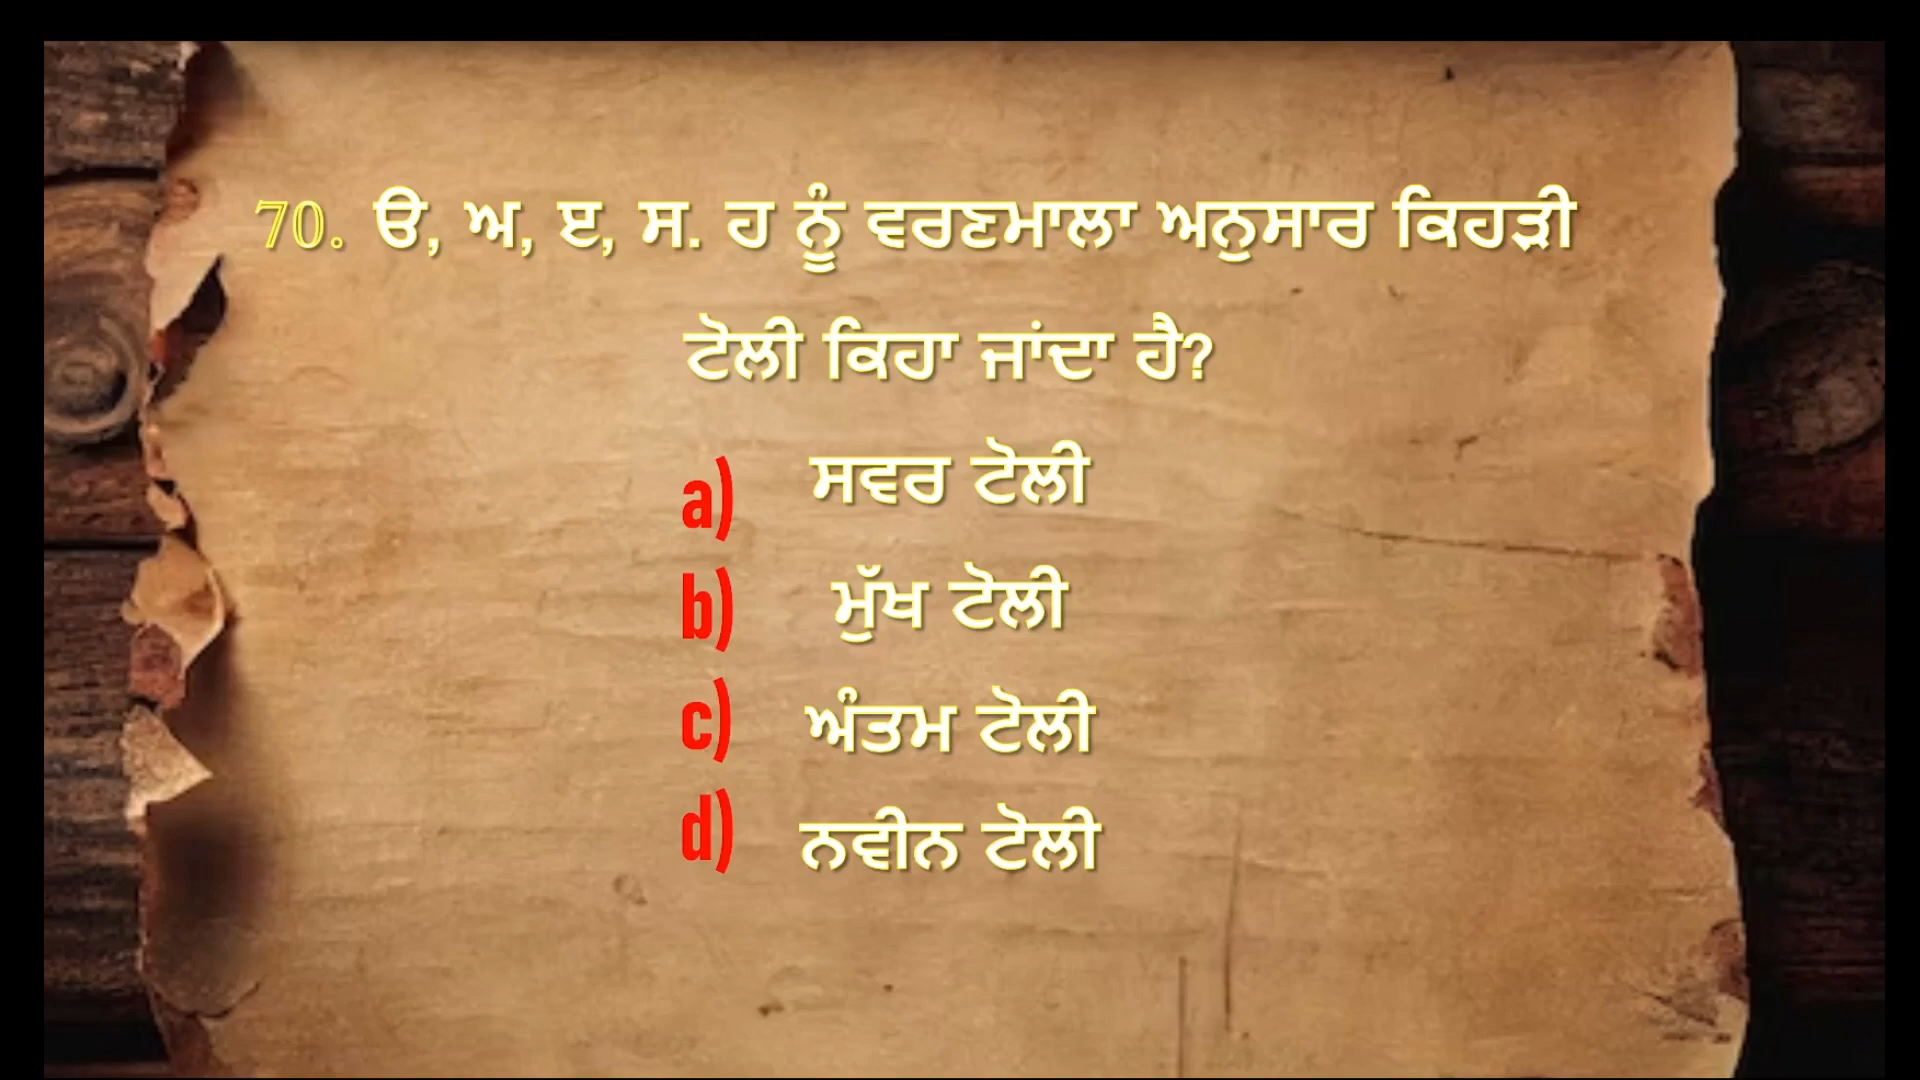 70. ੳ, ਅ, ੲ, ਸ. ਹ ਨੂੰ ਵਰਣਮਾਲਾ ਅਨੁਸਾਰ ਕਿਹੜੀ
ਟੋਲੀ ਕਿਹਾ ਜਾਂਦਾ ਹੈ?
a) ਸਵਰ ਟੋਲੀ
b) ਮੁੱਖ ਟੋਲੀ
c) ਅੰਤਮ ਟੋਲੀ
d) ਨਵੀਨ ਟੋਲੀ